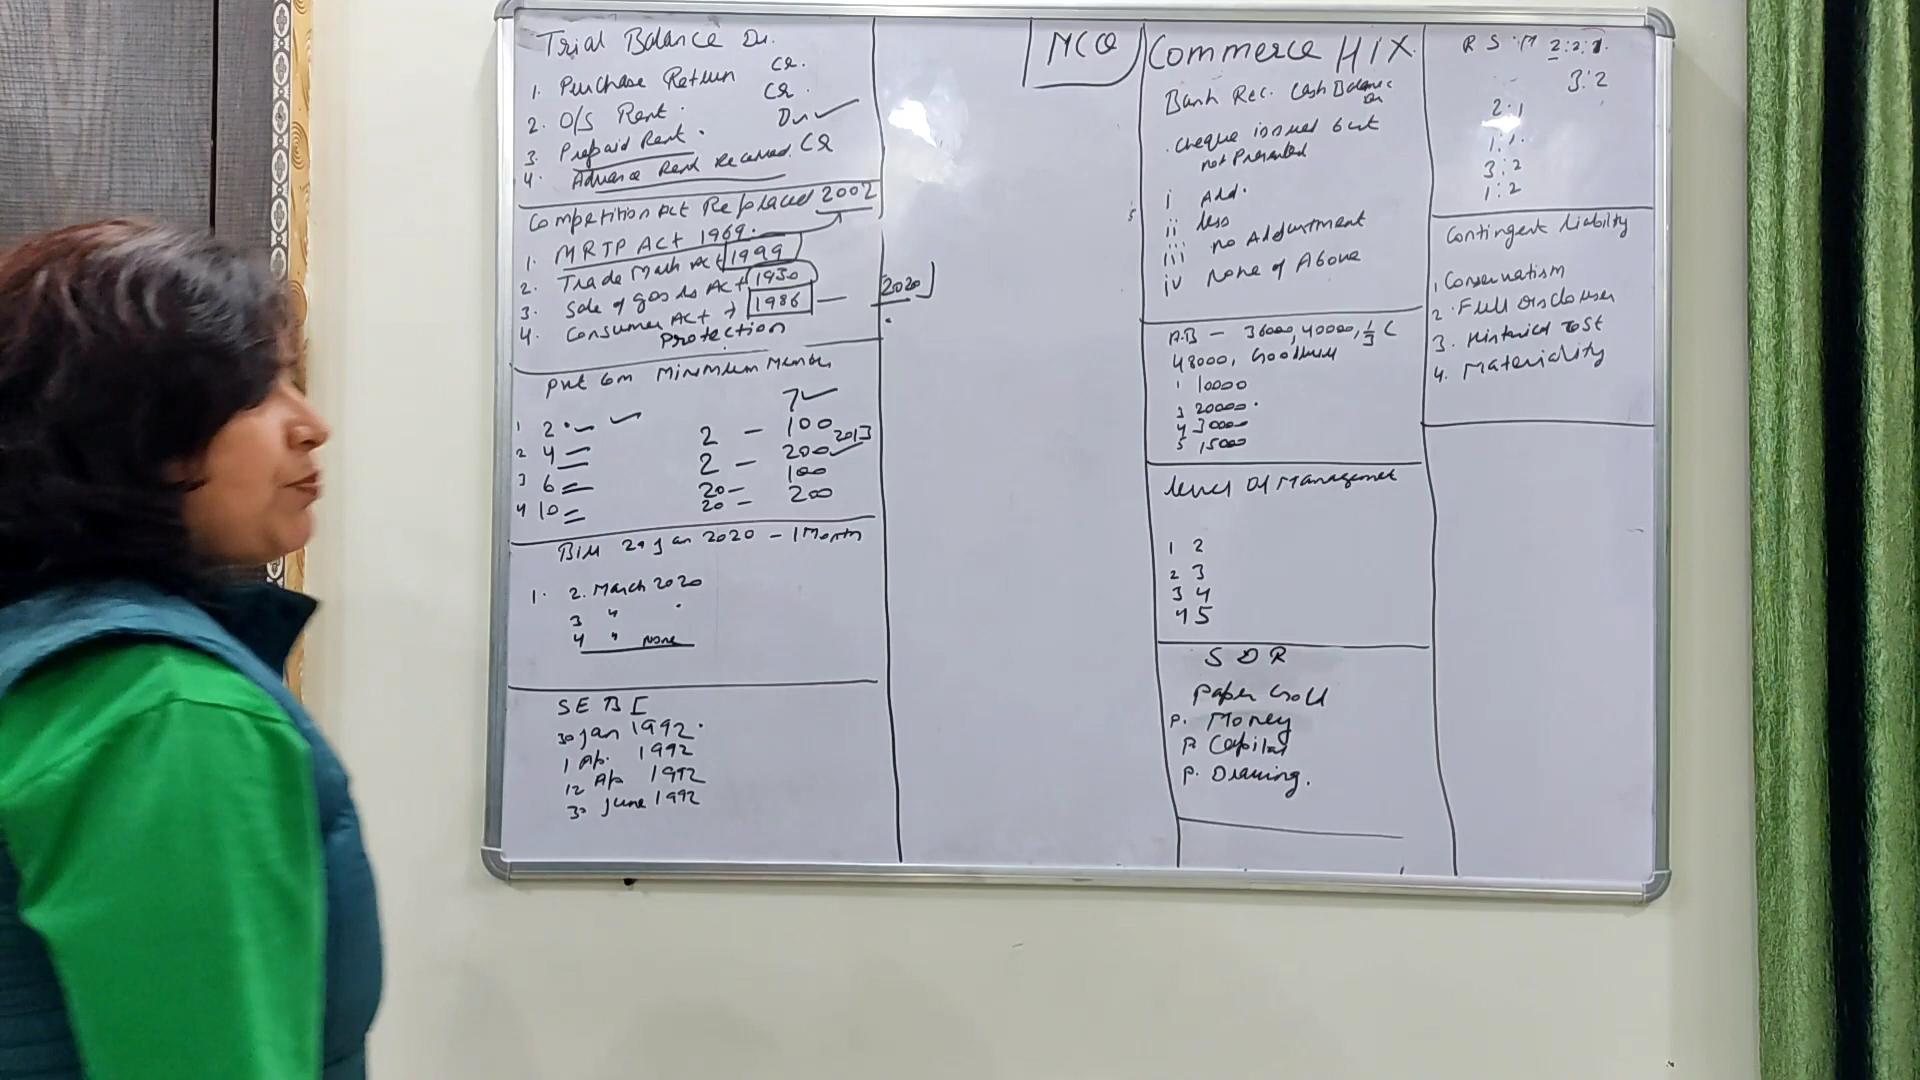 Trial Balance Dr.
1. Purchase Return Cr.
2. O/S Rent. Cr.
3. Prepaid Rent. Dr
4. Advance Rent Received. Cr
Competition Act Replaced 2002
1. MRTP Act 1969.
2. Trade Mark Act 1999
3. Sale of goods Act 1930
4. Consumer Act → 1986 — 2020
Protection
Pvt Com Minimum Member
7
1 2.
2 4
3 6
4 10
2 — 100
2 — 200 2013
20 — 100
20 — 200
Bill 29 Jan 2020 - 1 Month
1. 2. March 2020
3 "
4 " none
SEBI
30 Jan 1992.
1 Ap. 1992
12 Ap 1992
30 June 1992
MCQ
Commerce H/X
Bank Rec. Cash Balance
Dr
. Cheque issued but
not Presented
i Add.
ii less
iii no Adjustment
iv None of Above
A.B — 36000, 40000, 1/3 C
48000, Goodwill
1 10000
3 20000.
4 30000
5 15000
level of Management
1 2
2 3
3 4
4 5
SDR
Paper Gold
P. Money
P. Capital
P. Drawing.
R S M 2:2:1.
3:2
2:1
1:1.
3:2
1:2
Contingent liability
1. Conservatism
2. Full Disclouser
3. Historical Cost
4. Materiality